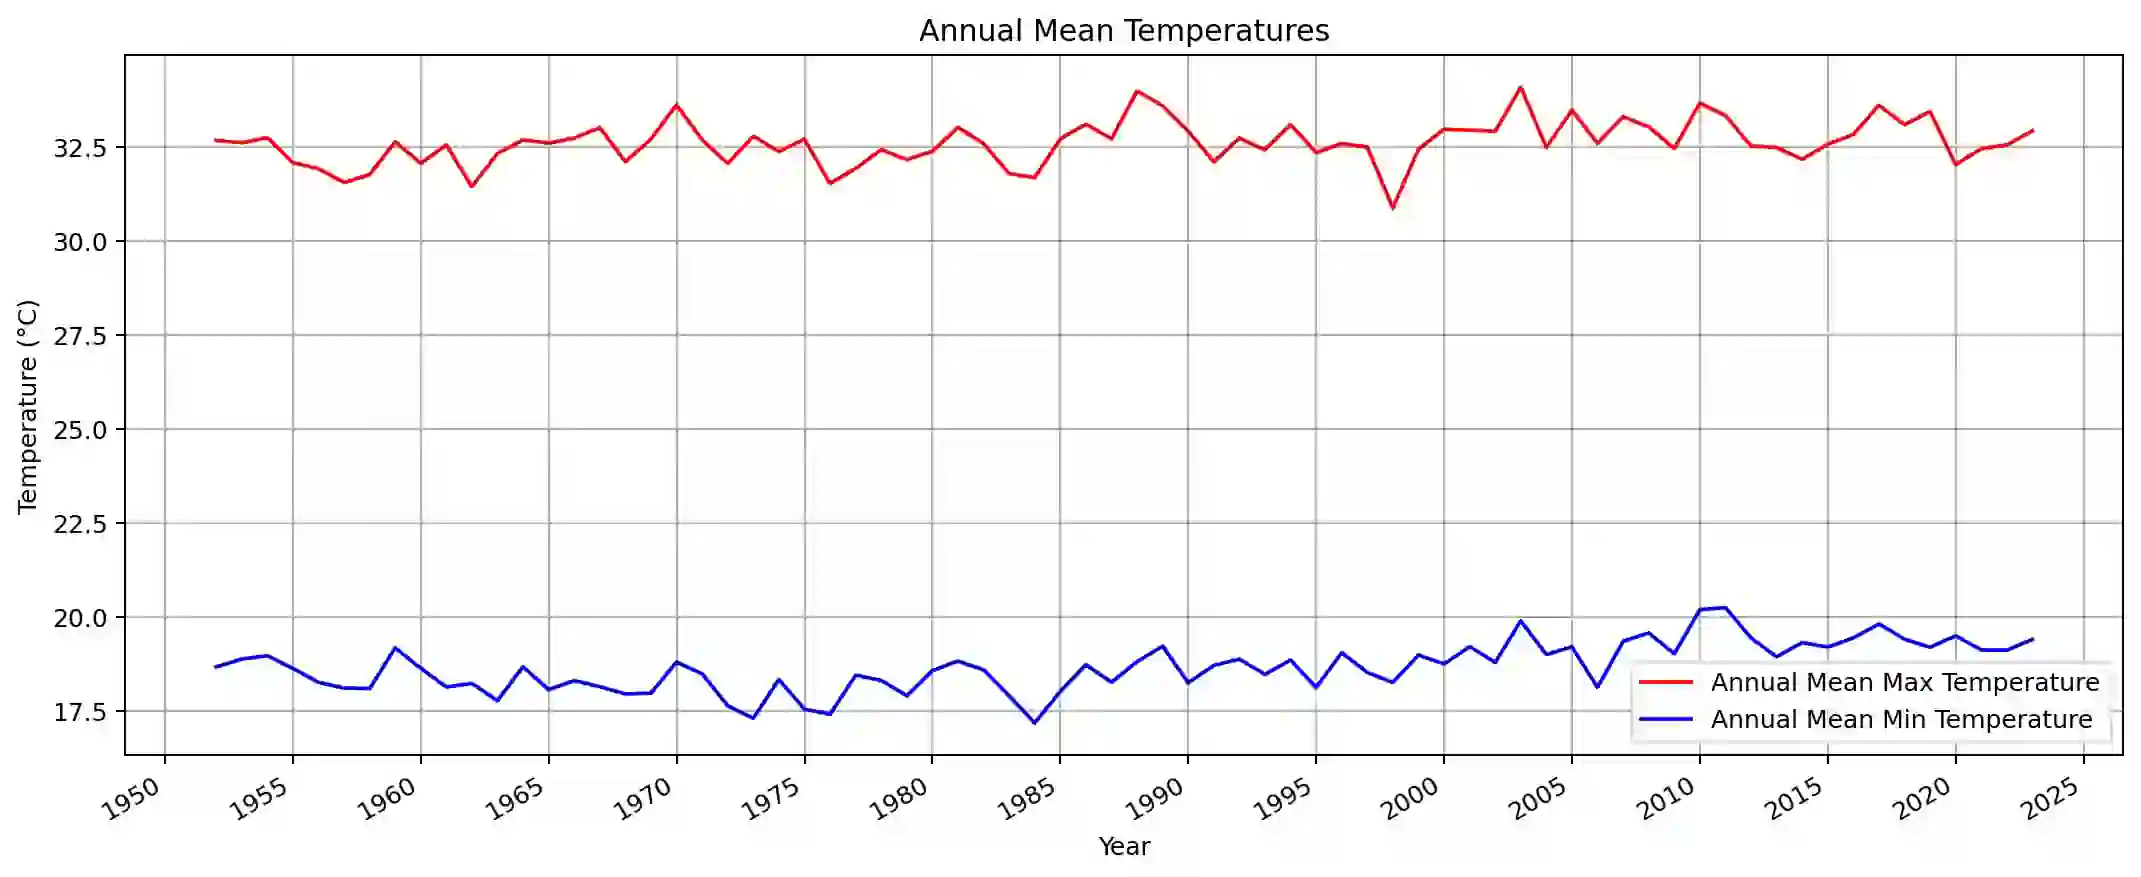 Annual Mean Temperatures
Temperature (°C)
32.5
30.0
27.5
25.0
22.5
20.0
17.5
Annual Mean Max Temperature
Annual Mean Min Temperature
1950 1955 1960 1965 1970 1975 1980 1985 1990 1995 2000 2005 2010 2015 2020 2025
Year